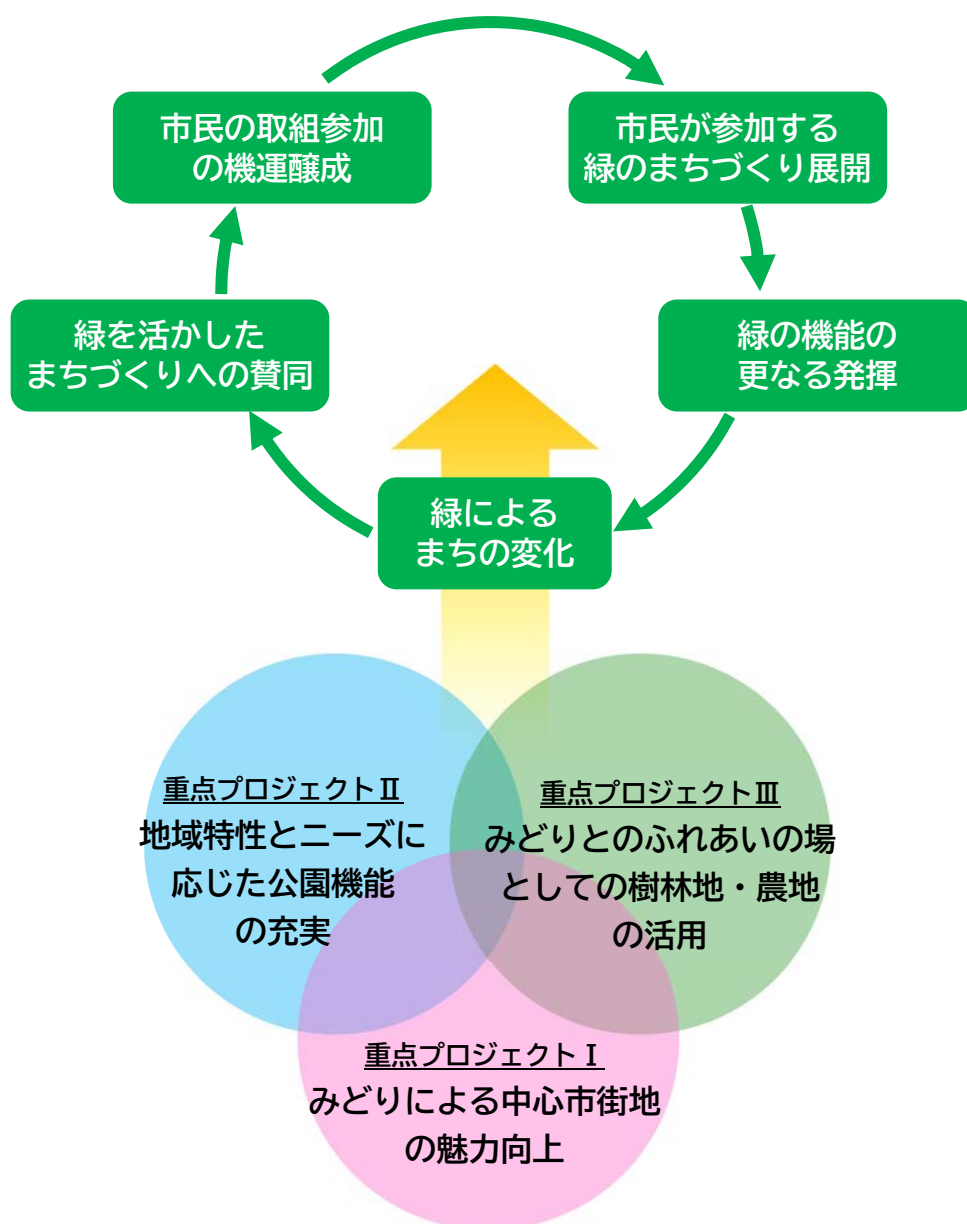 市民の取組参加
の機運醸成
市民が参加する
緑のまちづくり展開
緑を活かした
まちづくりへの賛同
緑の機能の
更なる発揮
緑による
まちの変化
重点プロジェクトⅡ
地域特性とニーズに
応じた公園機能
の充実
重点プロジェクトⅢ
みどりとのふれあいの場
としての樹林地・農地
の活用
重点プロジェクトⅠ
みどりによる中心市街地
の魅力向上